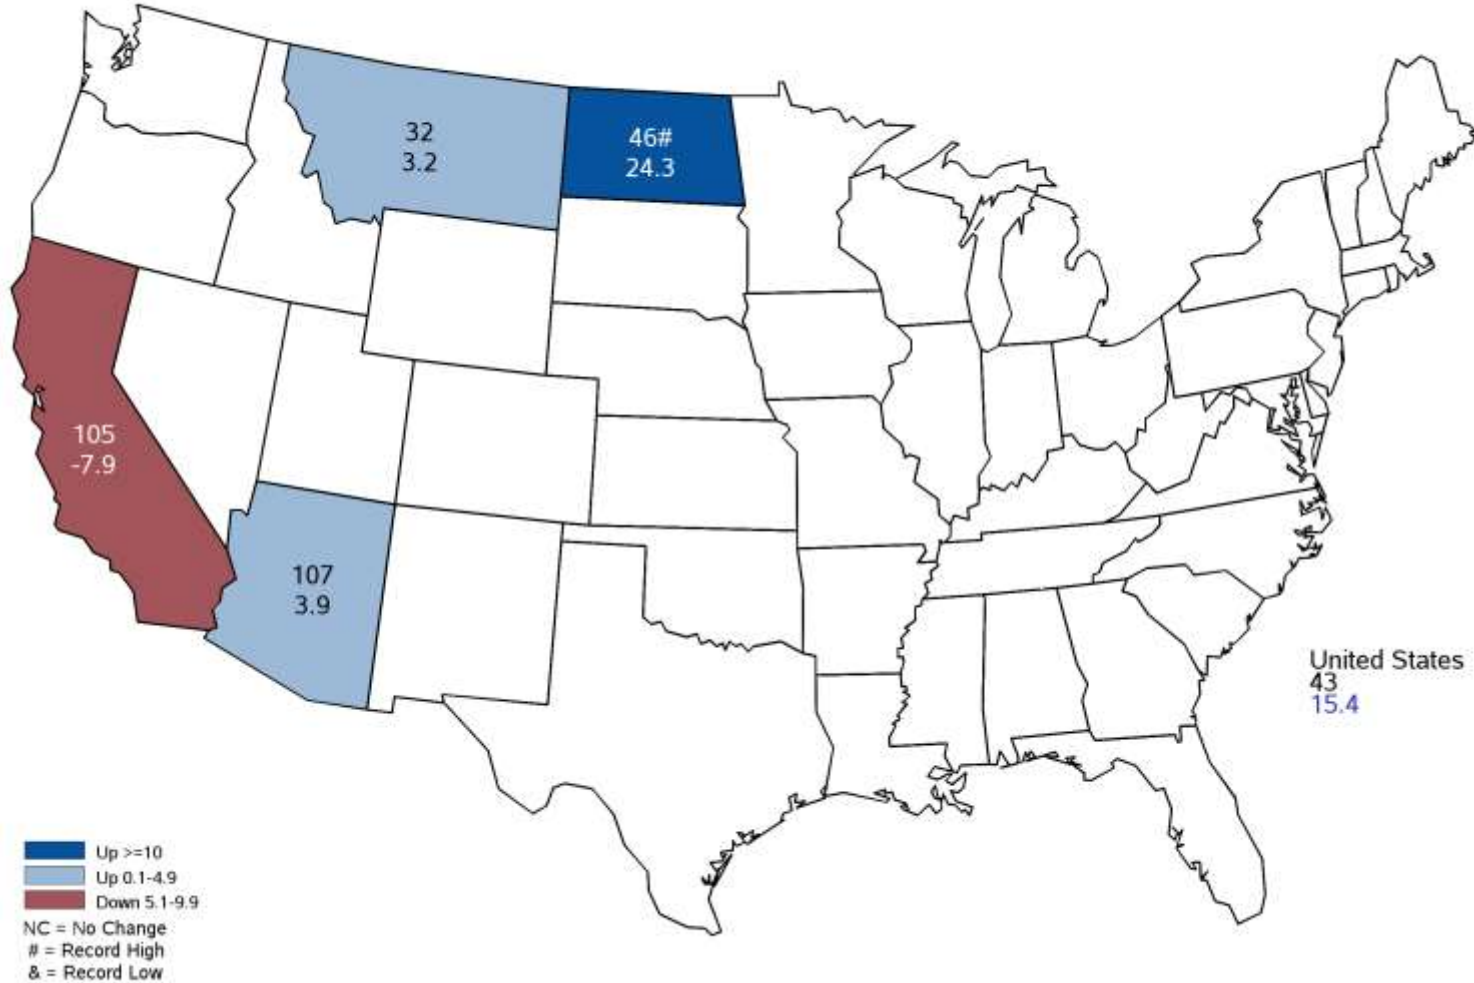 32
3.2
46#
24.3
105
-7.9
107
3.9
United States
43
15.4
Up >=10
Up 0.1-4.9
Down 5.1-9.9
NC = No Change
# = Record High
& = Record Low